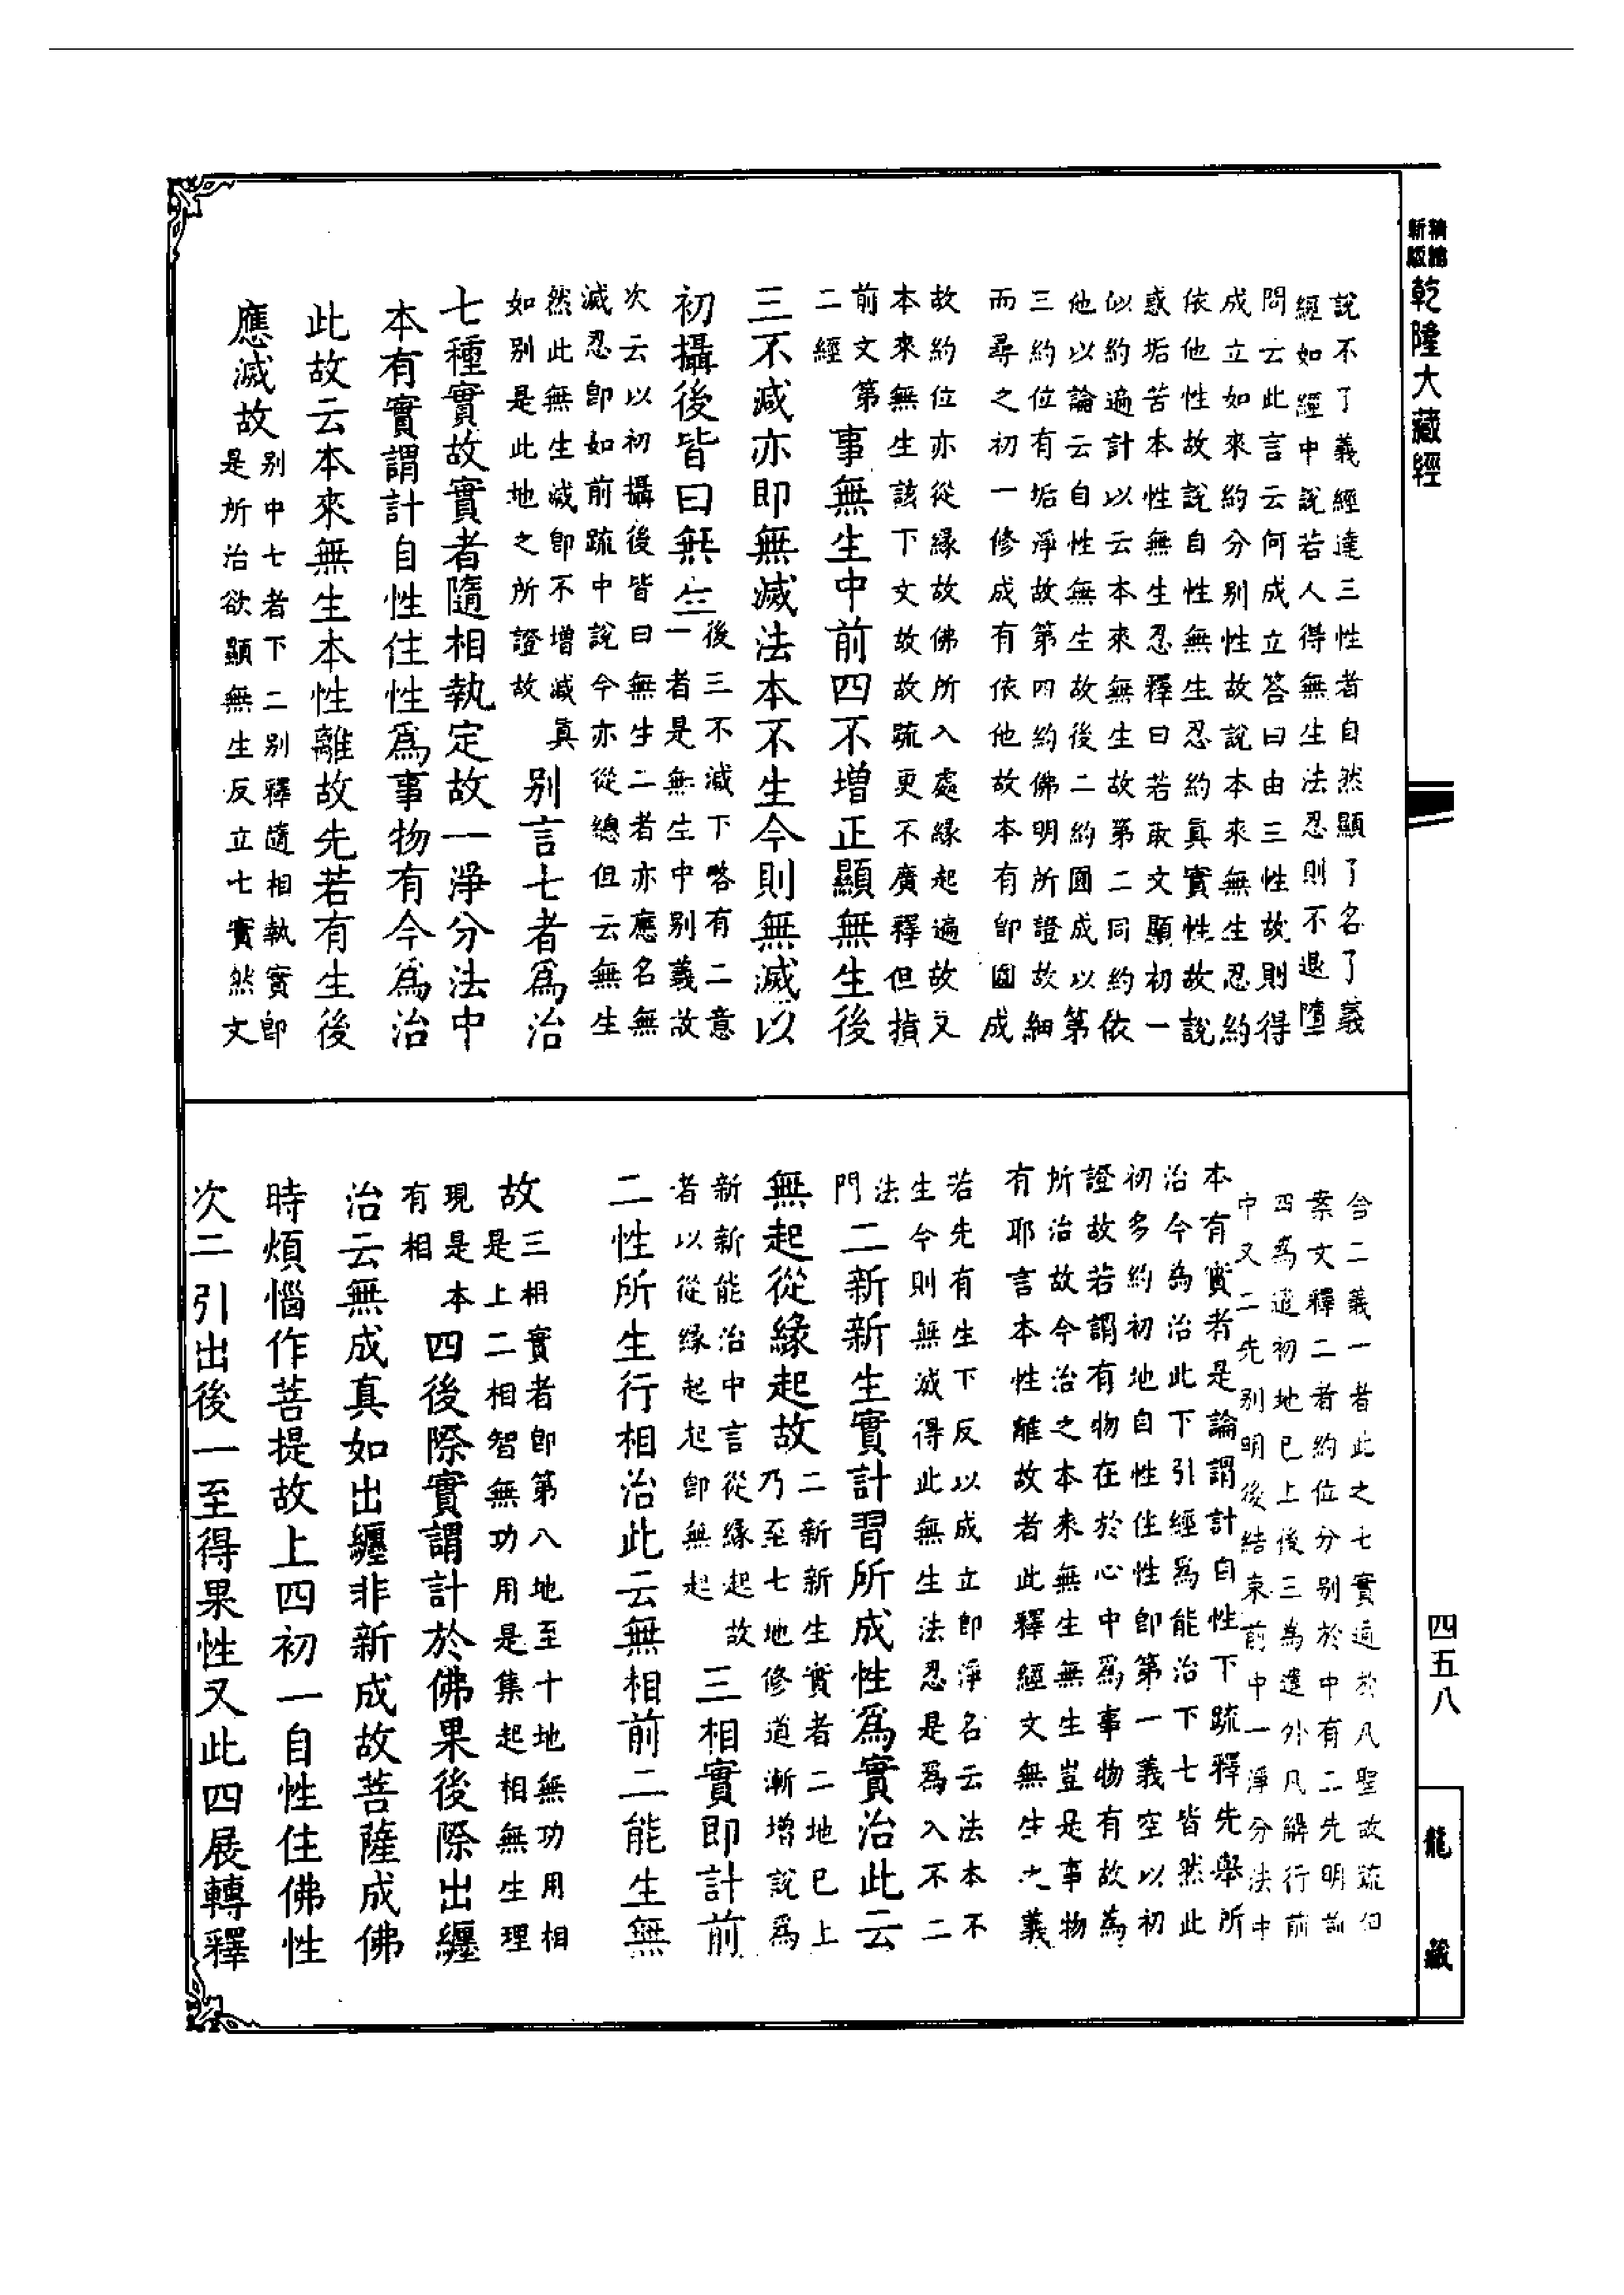 精縮
新版
乾隆大藏經
說不了義經達三性者自然顯了名了義
經如經中說若人得無生法忍則不退墮
問云此言云何成立答曰由三性故則得
成立如來約分別性故說本來無生忍約
依他性故說自性無生忍約真實性故說
惑垢苦本性無生忍釋曰若敢文顯初一
似約遍計以云本來無生故第二同約依
他以論云自性無生故後二約圓成以第
三約位有垢淨故第四約佛明所證故細
而尋之初一修成有依他故本有即圓成
故約位亦從緣故佛所入處緣起遍故又
本來無生該下文故故疏更不廣釋但指
前文第
二經
事無生中前四不增正顯無生後
三不減亦即無滅法本不生今則無滅以
初攝後皆曰無生
後三不減下略有二意
一者是無生中別義故
次云以初攝後皆曰無生二者亦應名無
滅忍即如前疏中說今亦從總但云無生
然此無生滅即不增減真
如別是此地之所證故
別言七者為治
七種實故實者隨相執定故一淨分法中
本有實謂計自性住性為事物有今為治
此故云本來無生本性離故先若有生後
應滅故
別中七者下二別釋隨相執實即
是所治欲顯無生反立七實然文
含二義一者此之七實通於凡聖故疏但
案文釋二者約位分別於中有二先明前
四為道初地已上後三為遣外凡解行前
中又二先別明後結束前中一淨分法中
本有實者是論謂計自性下疏釋先舉所
治今為治此下引經為能治下七皆然此
初多約初地自性住性即第一義空以初
證故若謂有物在於心中為事物有故為
所治故今治之本來無生無生豈是事物
有耶言本性離故者此釋經文無生之義
若先有生下反以成立即淨名云法本不
生今則無滅得此無生法忍是為入不二
法
門
二新新生實計習所成性為實治此云
無起從緣起故
二新新生實者二地已上
乃至七地修道漸增說為
新新能治中言從緣起故
者以從緣起起即無起
三相實即計前
二性所生行相治此云無相前二能生無
故
三相實者即第八地至十地無功用相
是上二相智無功用是集起相無生理
現是本
有相
四後際實謂計於佛果後際出纏
治云無成真如出纏非新成故菩薩成佛
時煩惱作菩提故上四初一自性住佛性
次二引出後一至得果性又此四展轉釋
四五八
龍藏